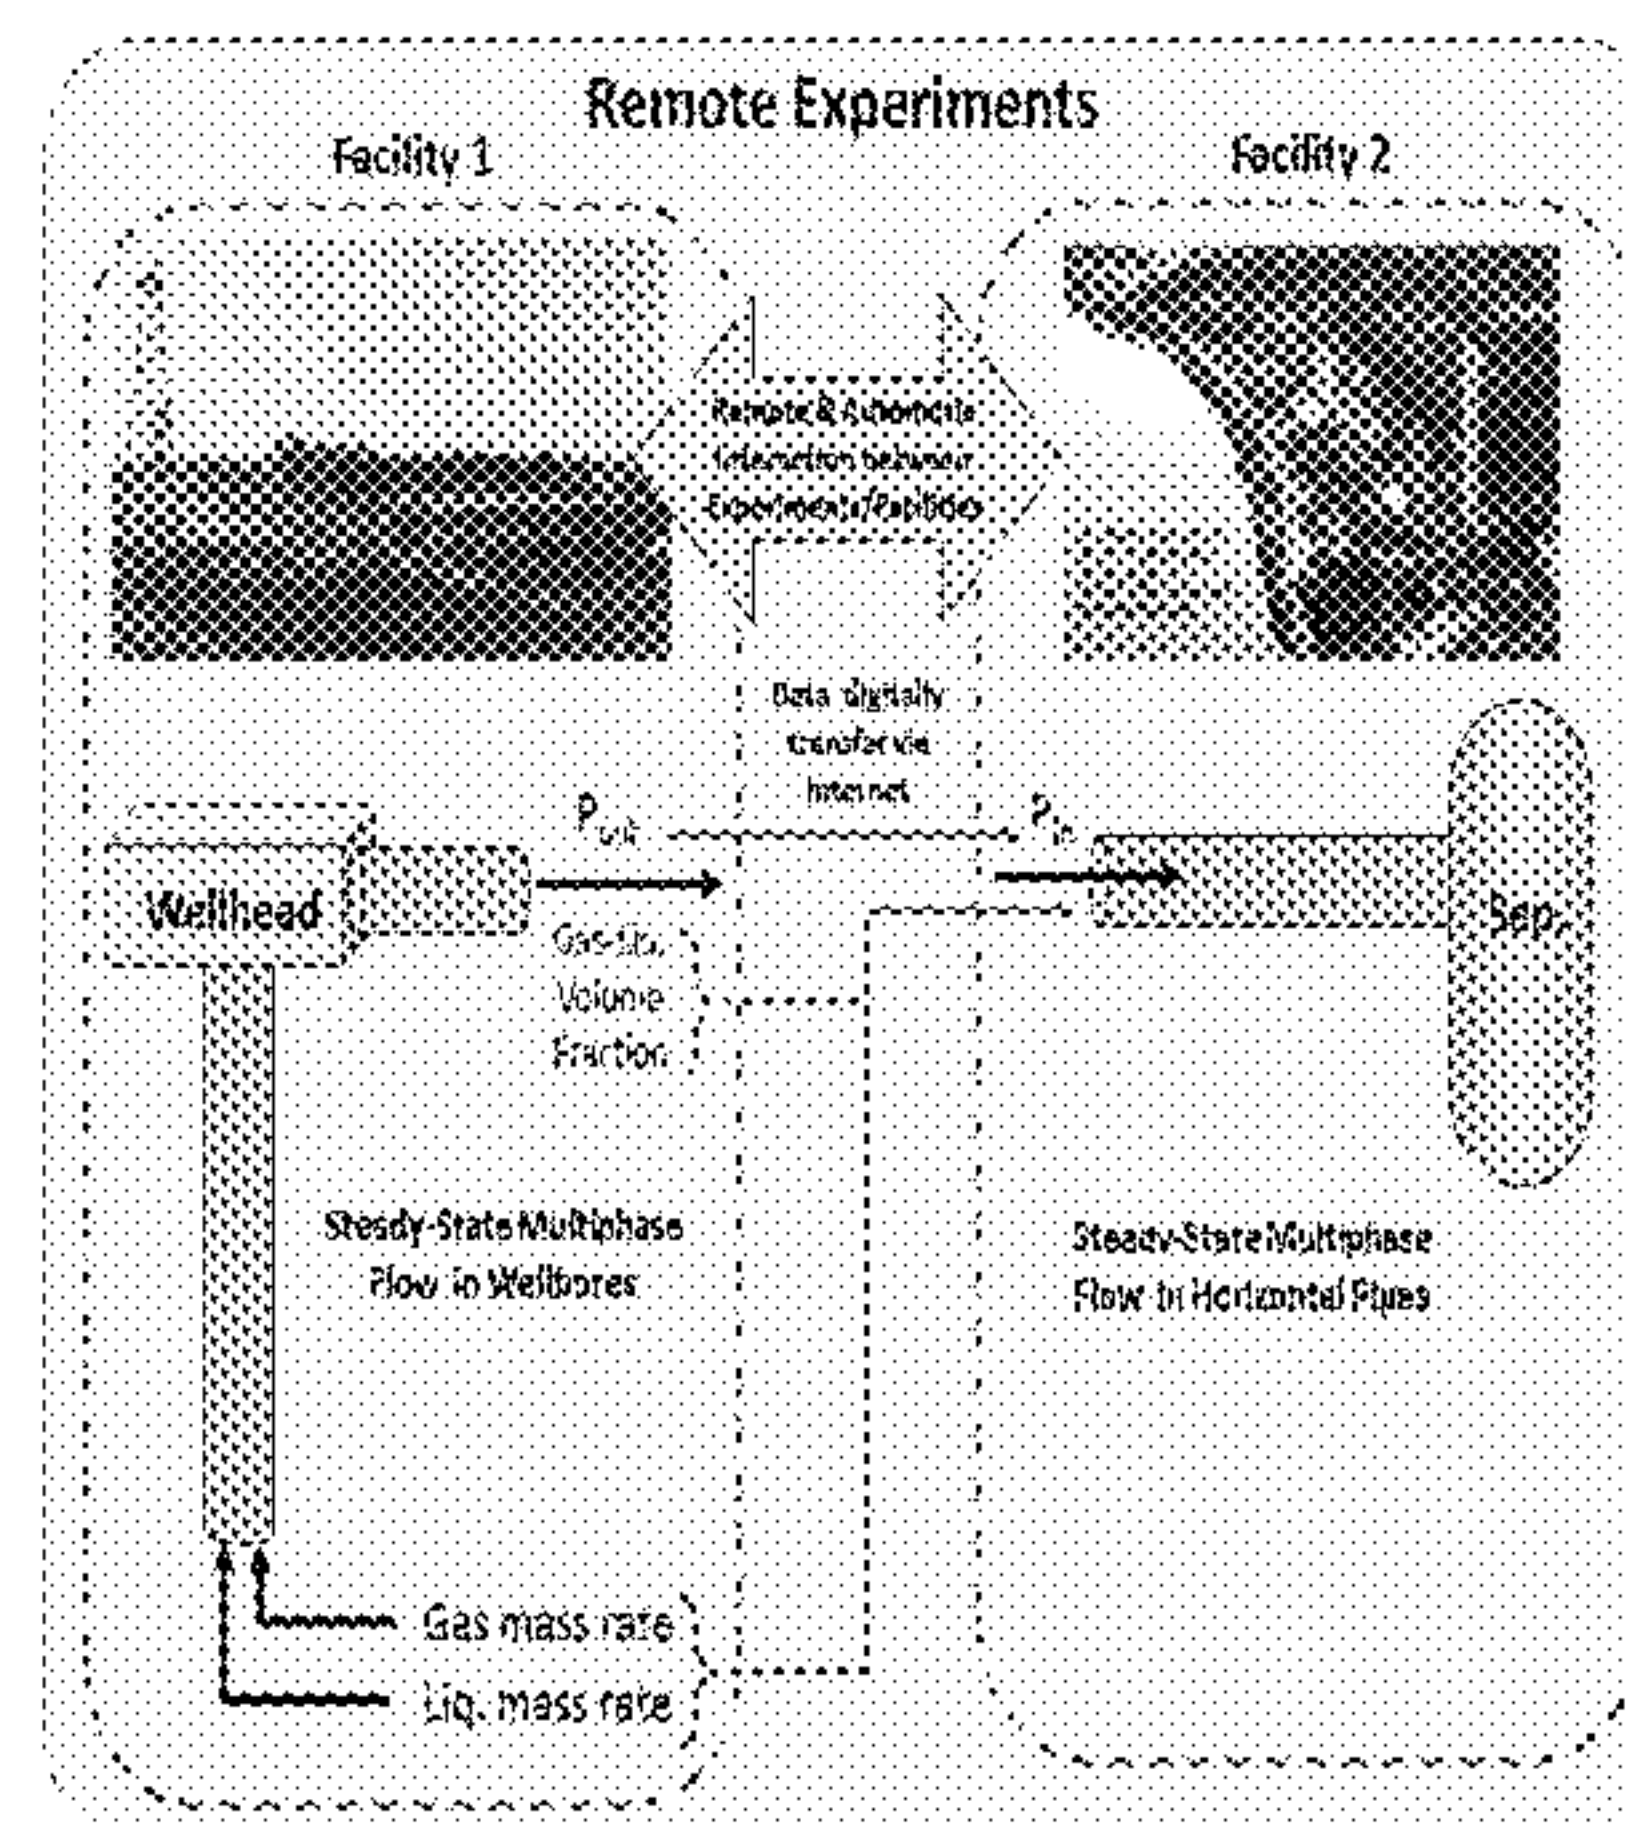 Remote Experiments
Facility 1
Facility 2
Remote & Automatic
Interaction between
Experiments/Facilities
Data digitally
transfer via
Internet
Pout
Pin
Wellhead
Gas-Liq.
Volume
Fraction
Sep.
Steady-State Multiphase
Flow in Wellbores
Steady-State Multiphase
Flow in Horizontal Pipes
Gas mass rate
Liq. mass rate